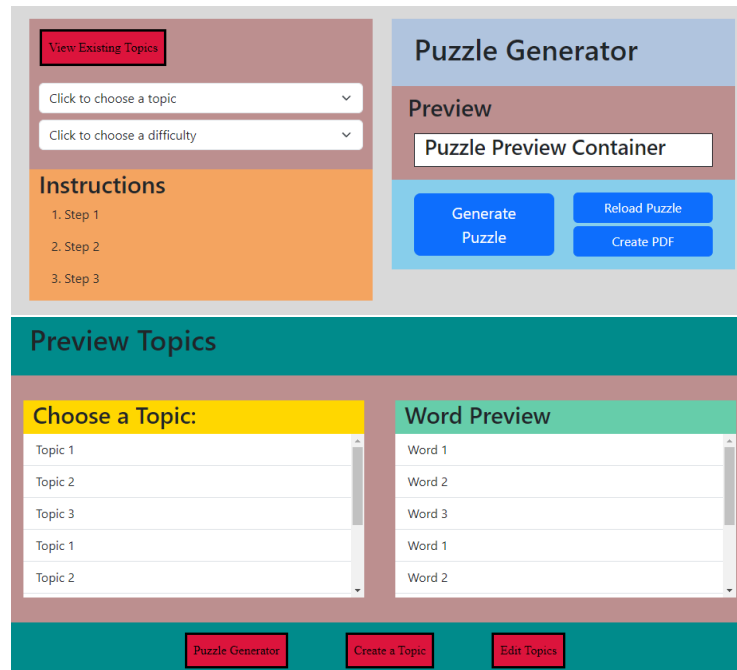 View Existing Topics
Click to choose a topic
Click to choose a difficulty
Instructions
1. Step 1
2. Step 2
3. Step 3
Puzzle Generator
Preview
Puzzle Preview Container
Generate
Puzzle
Reload Puzzle
Create PDF
Preview Topics
Choose a Topic:
Topic 1
Topic 2
Topic 3
Topic 1
Topic 2
Word Preview
Word 1
Word 2
Word 3
Word 1
Word 2
Puzzle Generator
Create a Topic
Edit Topics